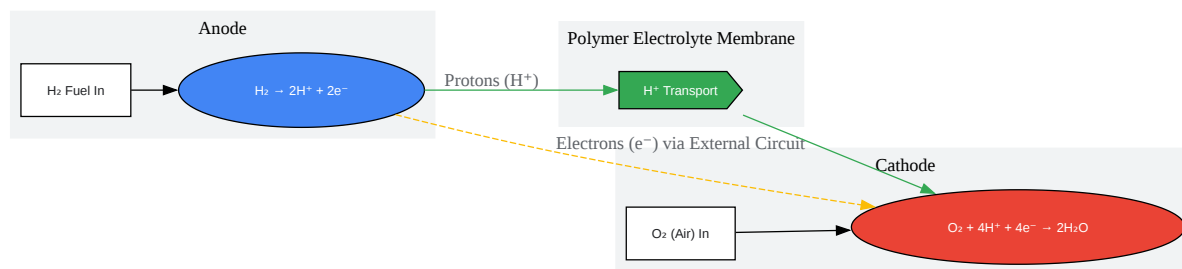 Anode
H₂ Fuel In
H₂ → 2H⁺ + 2e⁻
Protons (H⁺)
Polymer Electrolyte Membrane
H⁺ Transport
Electrons (e⁻) via External Circuit
Cathode
O₂ (Air) In
O₂ + 4H⁺ + 4e⁻ → 2H₂O